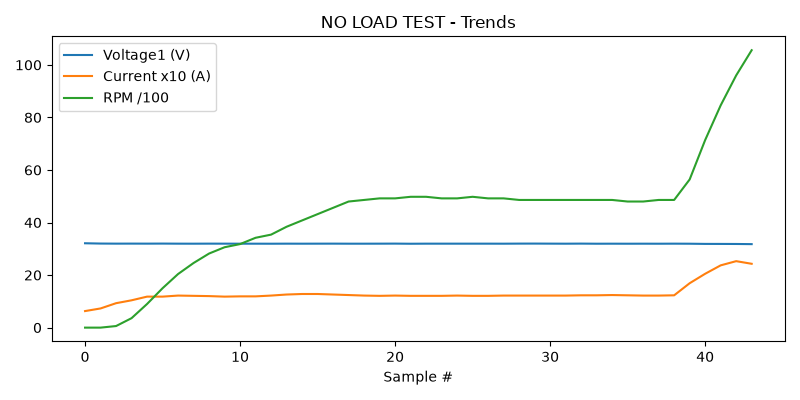 NO LOAD TEST - Trends
Voltage1 (V)
Current x10 (A)
RPM /100
100
80
60
40
20
0
0 10 20 30 40
Sample #